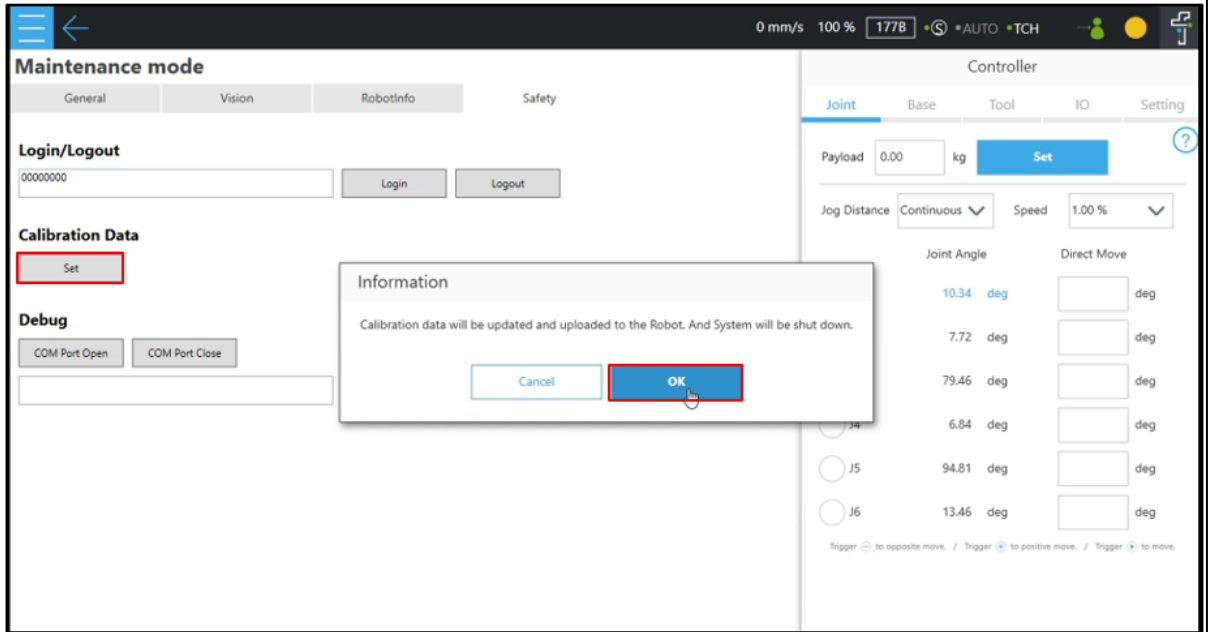 0 mm/s 100 % 177B •Ⓢ •AUTO •TCH
Maintenance mode
General Vision RobotInfo Safety
Login/Logout
00000000 Login Logout
Calibration Data
Set
Debug
COM Port Open COM Port Close
Information
Calibration data will be updated and uploaded to the Robot. And System will be shut down.
Cancel OK
Controller
Joint Base Tool IO Setting
?
Payload 0.00 kg Set
Jog Distance Continuous Speed 1.00 %
Joint Angle Direct Move
10.34 deg deg
7.72 deg deg
79.46 deg deg
J4 6.84 deg deg
J5 94.81 deg deg
J6 13.46 deg deg
Trigger ⊖ to opposite move. / Trigger ⊕ to positive move. / Trigger ▶ to move.